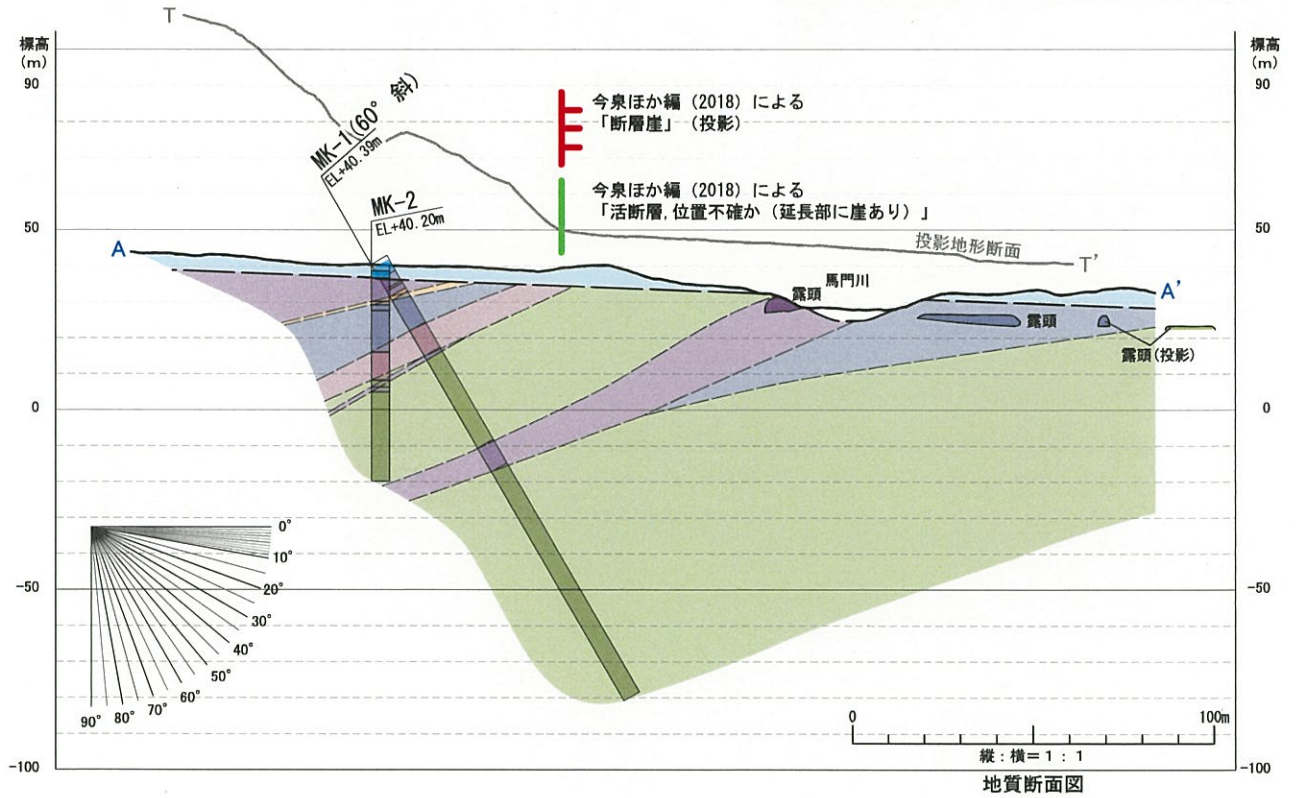 T
標高
(m)
90
50
0
-50
-100
標高
(m)
90
50
0
-50
-100
MK-1(60° 斜)
EL+40.39m
MK-2
EL+40.20m
今泉ほか編 (2018) による
「断層崖」 (投影)
今泉ほか編 (2018) による
「活断層, 位置不確か (延長部に崖あり) 」
投影地形断面
T'
A
A'
馬門川
露頭
露頭
露頭(投影)
0°
10°
20°
30°
40°
50°
60°
70°
80°
90°
0
100m
縦 : 横 = 1 : 1
地質断面図